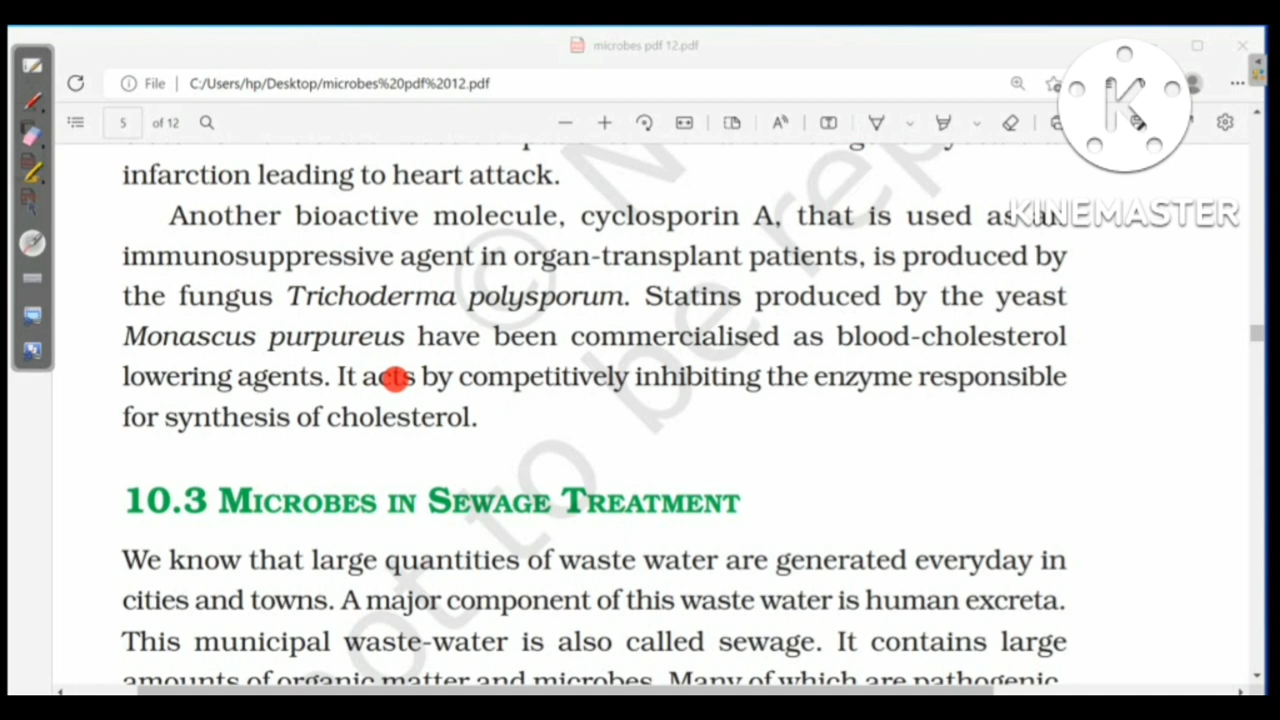 microbes pdf 12.pdf
File | C:/Users/hp/Desktop/microbes%20pdf%2012.pdf
5 of 12
K
KINEMASTER
infarction leading to heart attack.
Another bioactive molecule, cyclosporin A, that is used as an
immunosuppressive agent in organ-transplant patients, is produced by
the fungus Trichoderma polysporum. Statins produced by the yeast
Monascus purpureus have been commercialised as blood-cholesterol
lowering agents. It acts by competitively inhibiting the enzyme responsible
for synthesis of cholesterol.
10.3 MICROBES IN SEWAGE TREATMENT
We know that large quantities of waste water are generated everyday in
cities and towns. A major component of this waste water is human excreta.
This municipal waste-water is also called sewage. It contains large
amounts of organic matter and microbes. Many of which are pathogenic.
© N
not to be rep